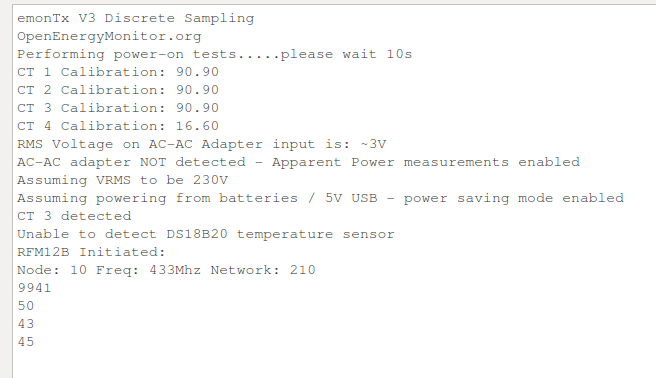 emonTx V3 Discrete Sampling
OpenEnergyMonitor.org
Performing power-on tests.....please wait 10s
CT 1 Calibration: 90.90
CT 2 Calibration: 90.90
CT 3 Calibration: 90.90
CT 4 Calibration: 16.60
RMS Voltage on AC-AC Adapter input is: ~3V
AC-AC adapter NOT detected - Apparent Power measurements enabled
Assuming VRMS to be 230V
Assuming powering from batteries / 5V USB - power saving mode enabled
CT 3 detected
Unable to detect DS18B20 temperature sensor
RFM12B Initiated:
Node: 10 Freq: 433Mhz Network: 210
9941
50
43
45